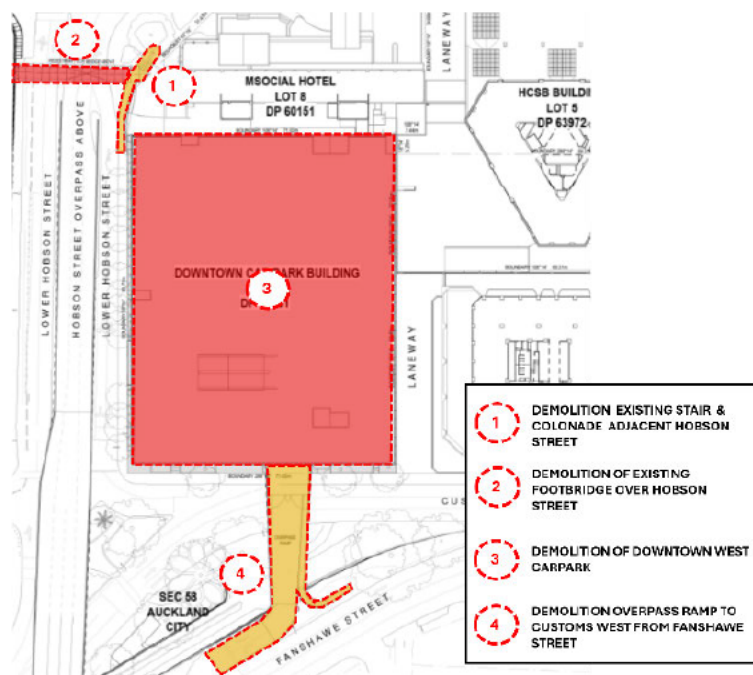 2
1
MSOCIAL HOTEL
LOT 8
DP 60151
LANEWAY
HCSB BUILDI
LOT 5
DP 63972
LOWER HOBSON STREET
HOBSON STREET OVERPASS ABOVE
LOWER HOBSON STREET
DOWNTOWN CARPARK BUILDING
3
DP
LANEWAY
CUS
4
SEC 58
AUCKLAND
CITY
FANSHAWE STREET
1 DEMOLITION EXISTING STAIR &
COLONADE ADJACENT HOBSON
STREET
2 DEMOLITION OF EXISTING
FOOTBRIDGE OVER HOBSON
STREET
3 DEMOLITION OF DOWNTOWN WEST
CARPARK
4 DEMOLITION OVERPASS RAMP TO
CUSTOMS WEST FROM FANSHAWE
STREET